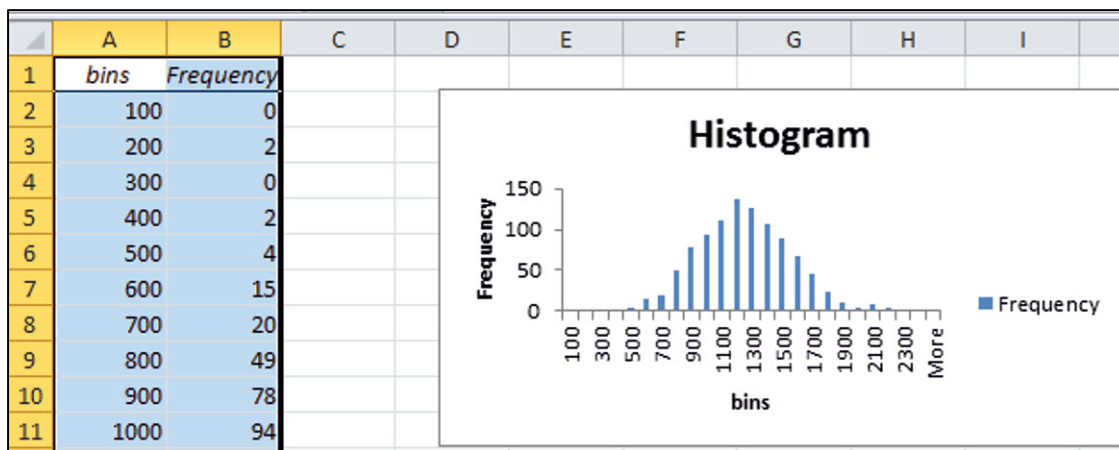 A B C D E F G H I
1 bins Frequency
2 100 0
3 200 2
4 300 0
5 400 2
6 500 4
7 600 15
8 700 20
9 800 49
10 900 78
11 1000 94
Histogram
Frequency
150
100
50
0
100 300 500 700 900 1100 1300 1500 1700 1900 2100 2300 More
bins
Frequency